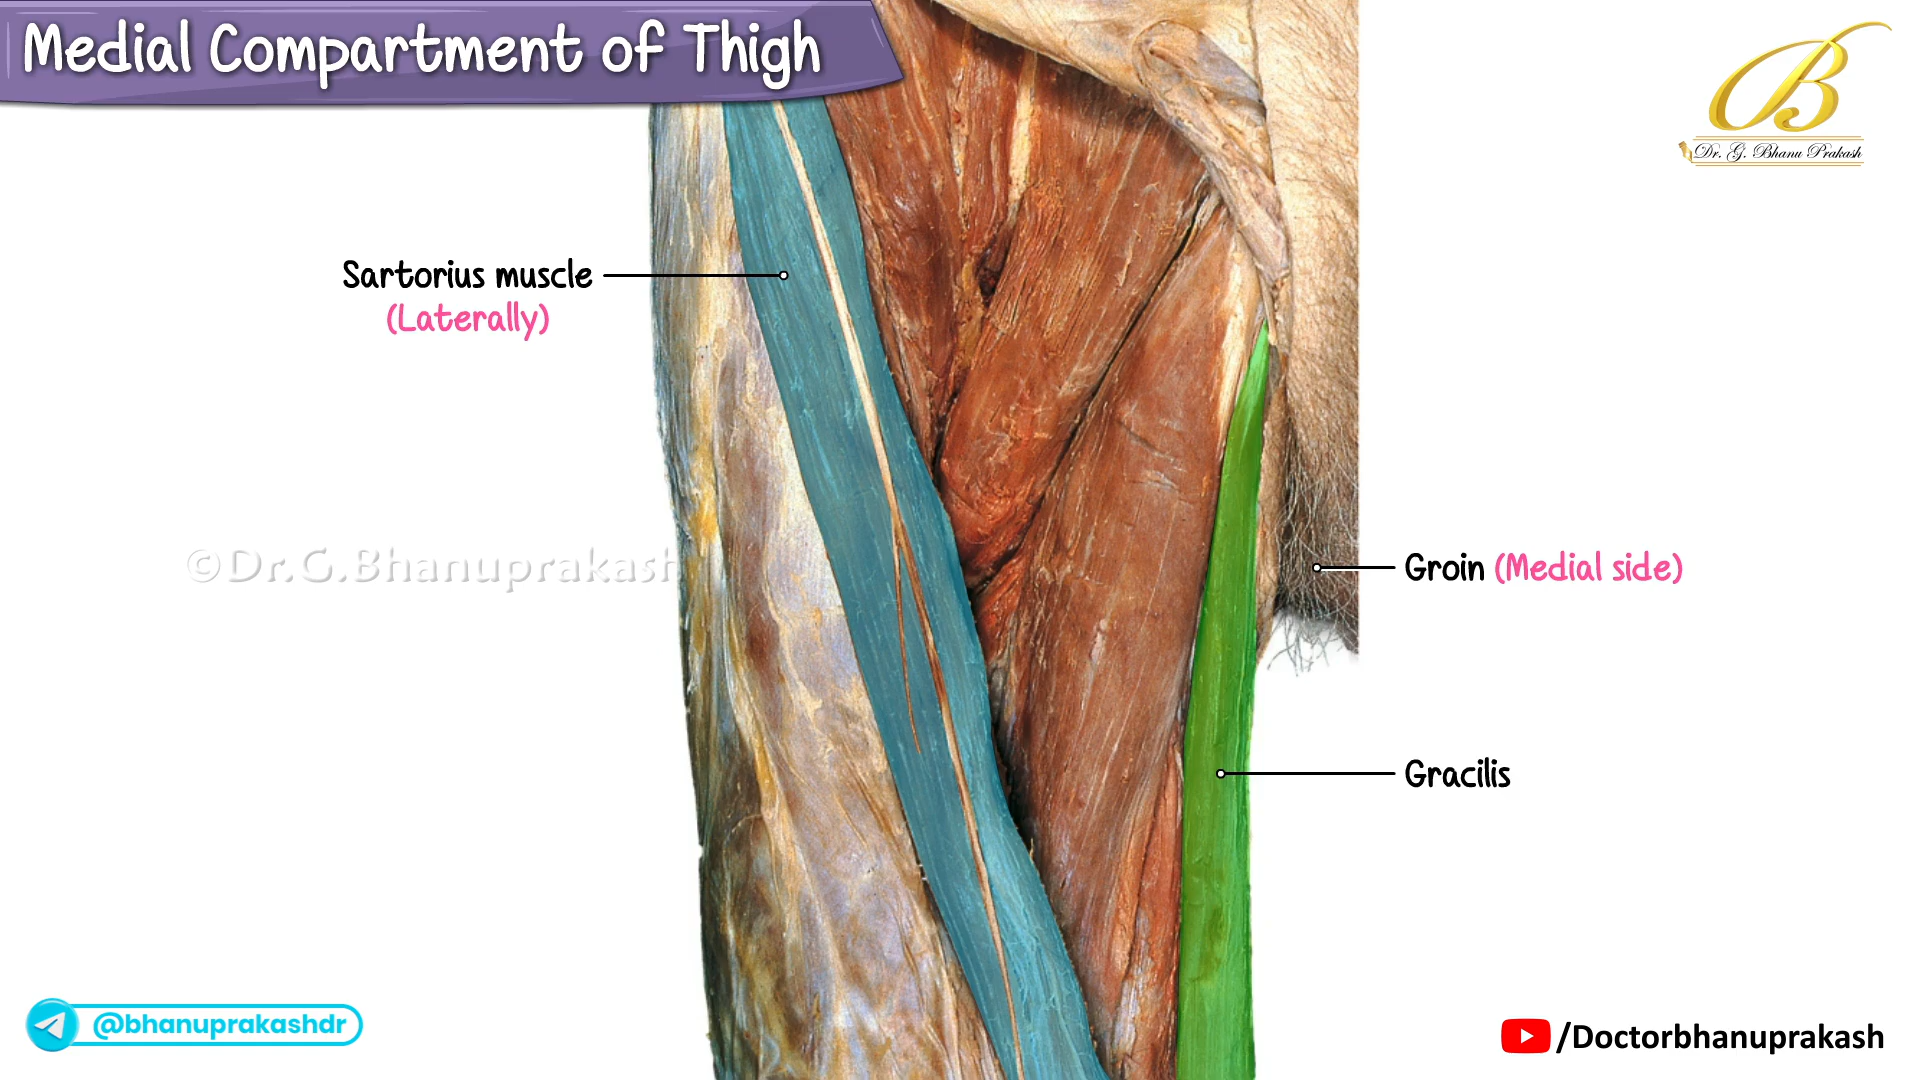 Medial Compartment of Thigh
B
Dr. G. Bhanu Prakash
Sartorius muscle
(Laterally)
©Dr.G.Bhanuprakash
Groin (Medial side)
Gracilis
@bhanuprakashdr
/Doctorbhanuprakash